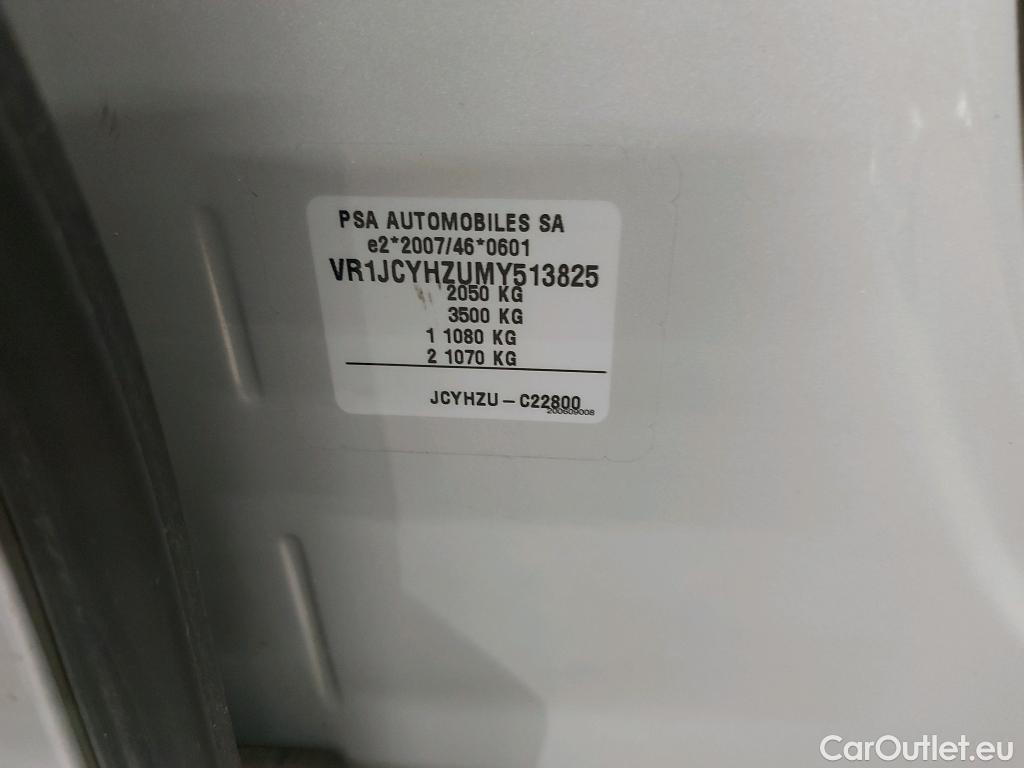 PSA AUTOMOBILES SA
e2*2007/46*0601
VR1JCYHZUMY513825
2050 KG
3500 KG
1 1080 KG
2 1070 KG
JCYHZU - C22800
200609008
CarOutlet.eu